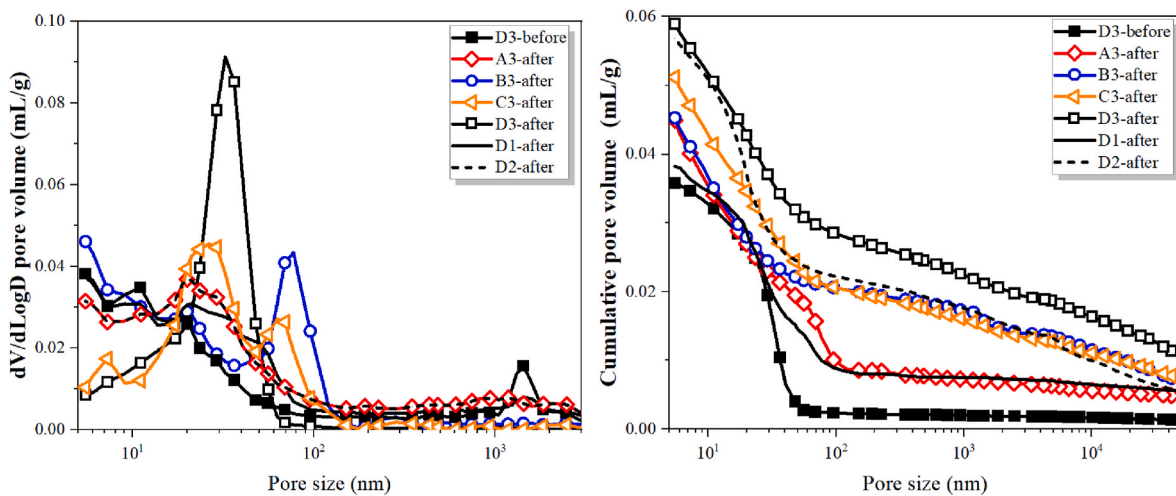 dV/dLogD pore volume (mL/g)
0.10
0.08
0.06
0.04
0.02
0.00
10¹
10²
10³
Pore size (nm)
D3-before
A3-after
B3-after
C3-after
D3-after
D1-after
D2-after
Cumulative pore volume (mL/g)
0.06
0.04
0.02
0.00
10¹
10²
10³
10⁴
Pore size (nm)
D3-before
A3-after
B3-after
C3-after
D3-after
D1-after
D2-after